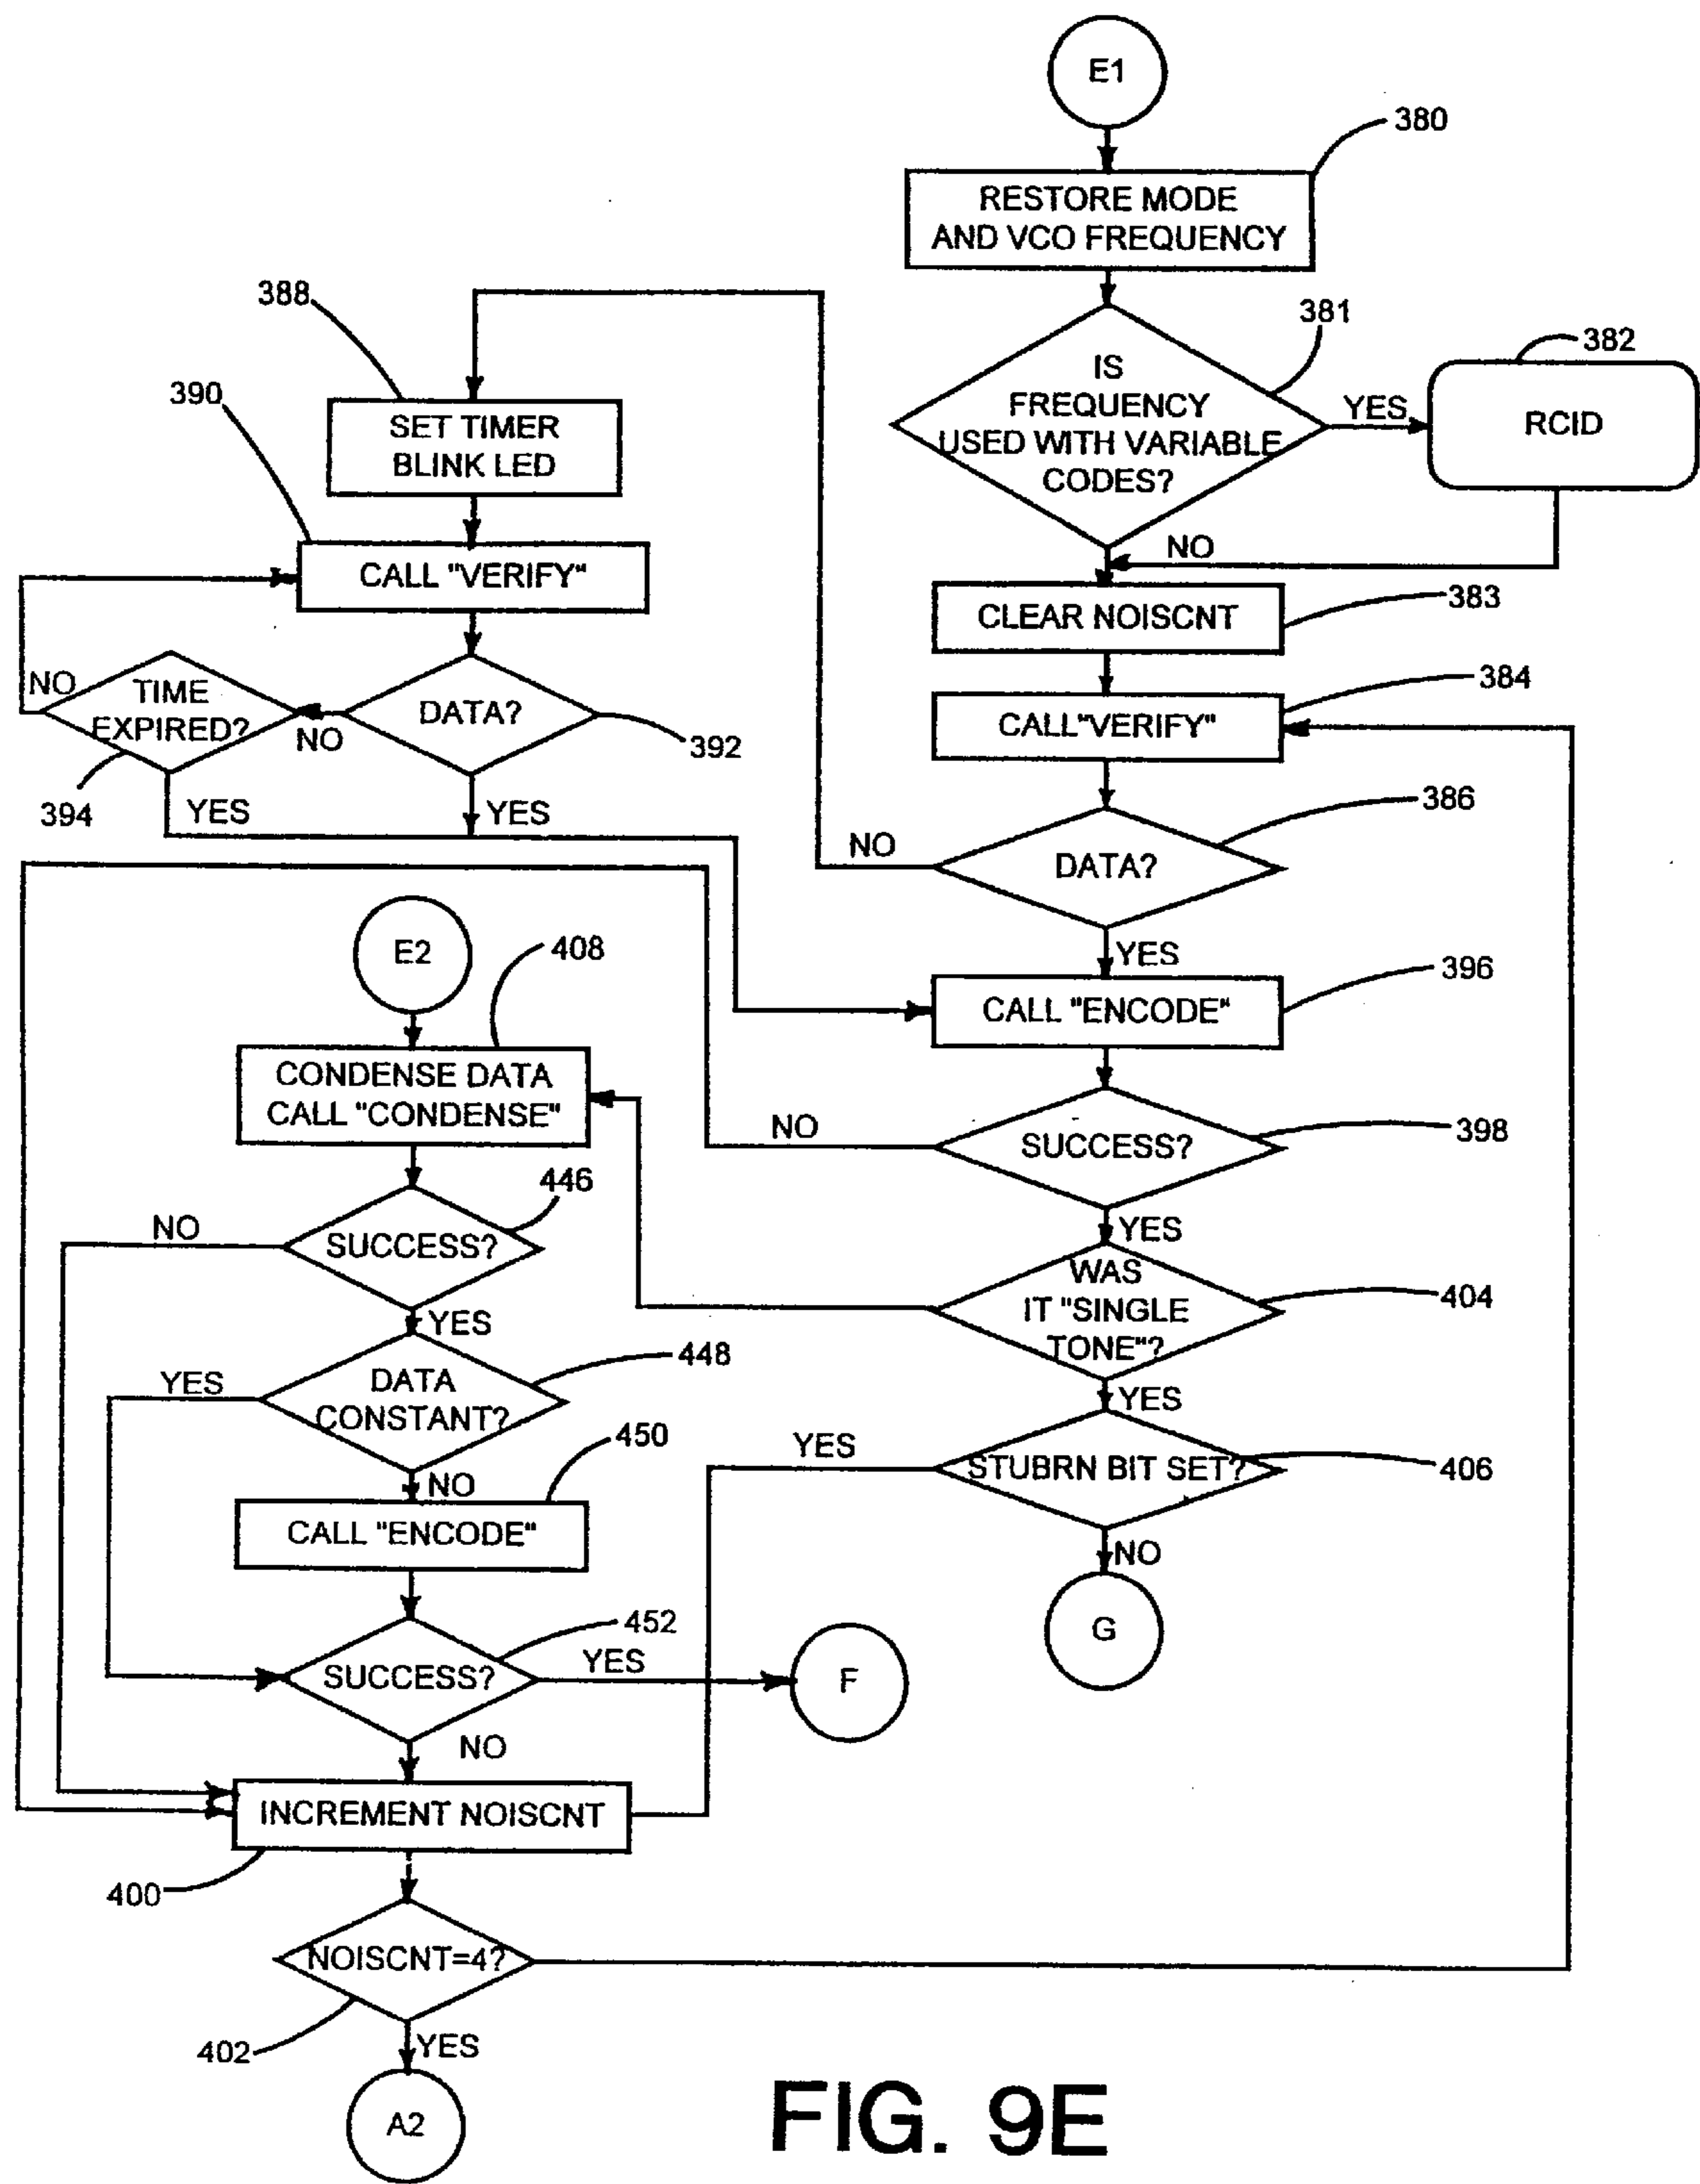 E1
380
RESTORE MODE
AND VCO FREQUENCY
388
381
382
IS
FREQUENCY
USED WITH VARIABLE
CODES?
YES
RCID
390
SET TIMER
BLINK LED
NO
CALL "VERIFY"
CLEAR NOISCNT
383
NO
TIME
EXPIRED?
NO
DATA?
392
394
YES
YES
CALL"VERIFY"
384
386
NO
DATA?
YES
E2
408
CALL "ENCODE"
396
CONDENSE DATA
CALL "CONDENSE"
NO
SUCCESS?
398
YES
446
NO
SUCCESS?
YES
WAS
IT "SINGLE
TONE"?
404
YES
448
YES
DATA
CONSTANT?
NO
450
YES
STUBRN BIT SET?
406
NO
CALL "ENCODE"
G
452
SUCCESS?
YES
F
NO
INCREMENT NOISCNT
400
NOISCNT=4?
402
YES
A2
FIG. 9E